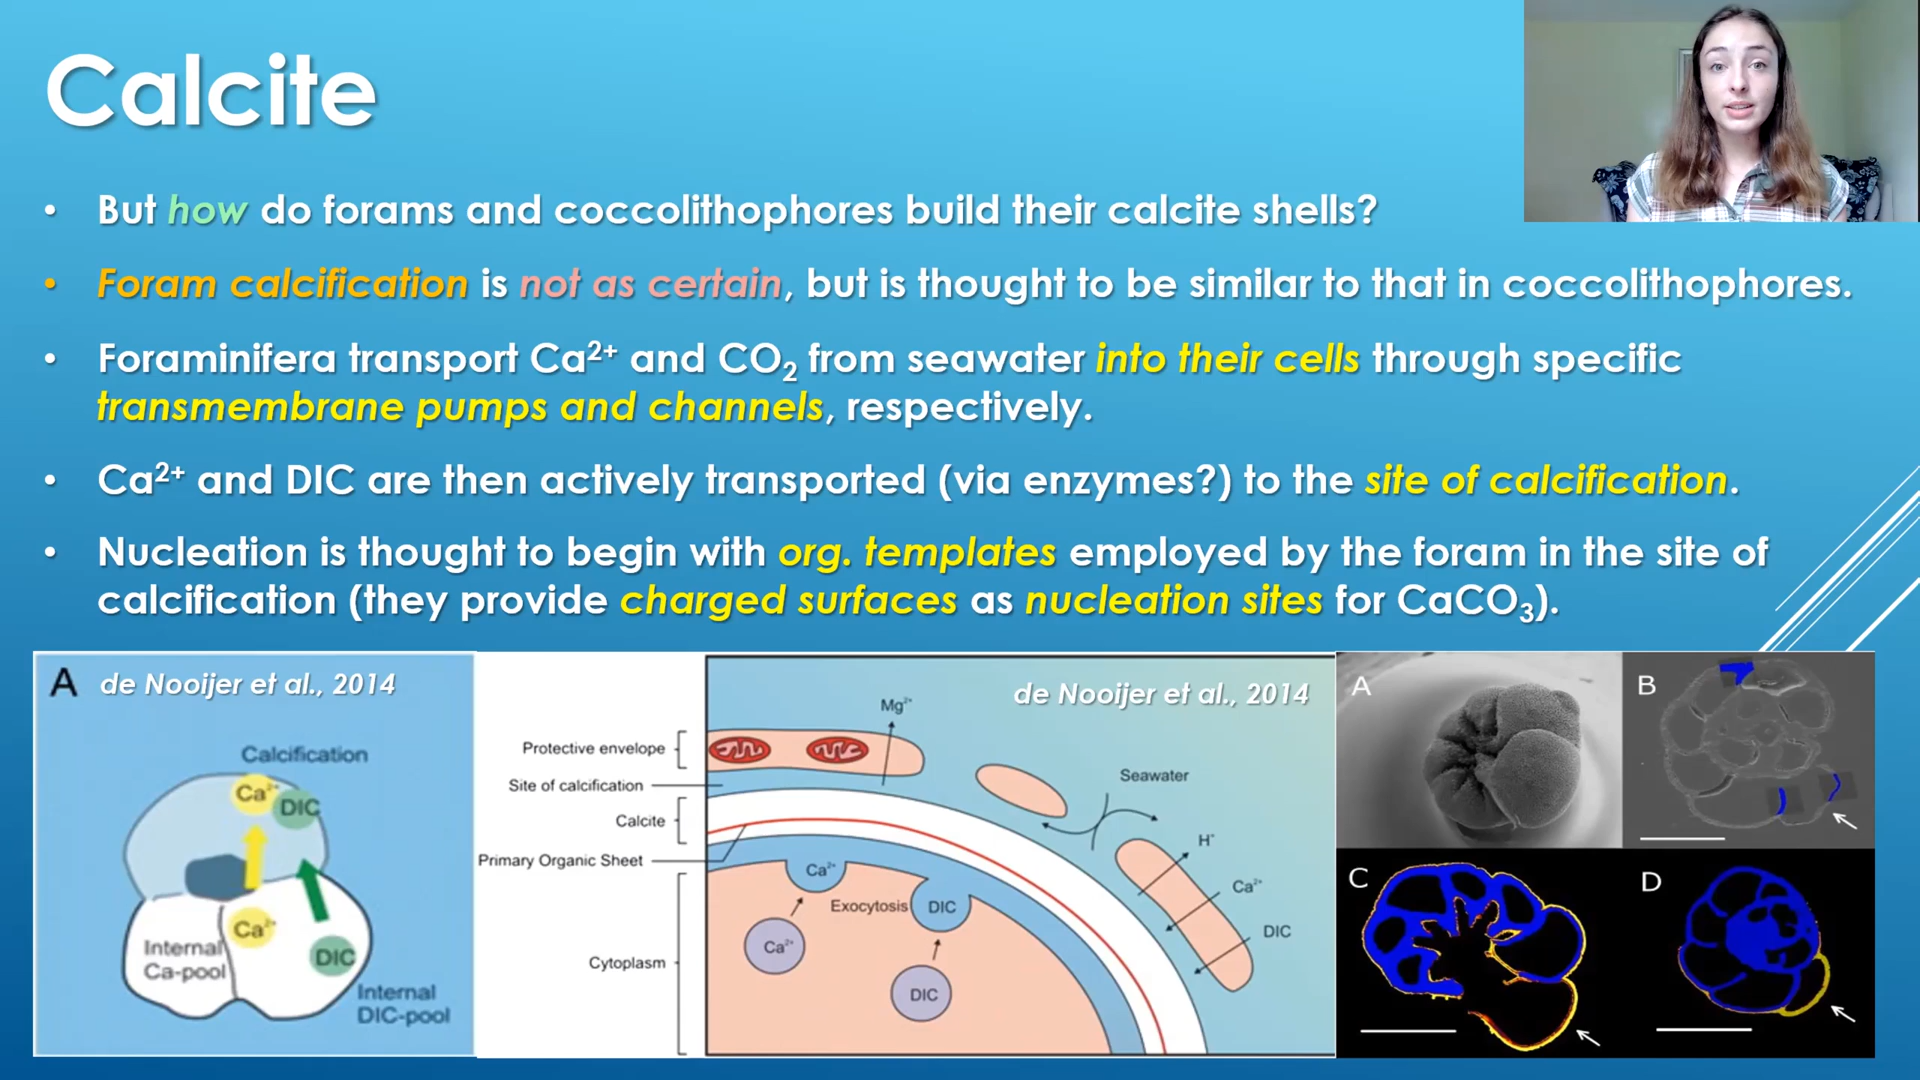 Calcite
• But how do forams and coccolithophores build their calcite shells?
• Foram calcification is not as certain, but is thought to be similar to that in coccolithophores.
• Foraminifera transport Ca²⁺ and CO₂ from seawater into their cells through specific
transmembrane pumps and channels, respectively.
• Ca²⁺ and DIC are then actively transported (via enzymes?) to the site of calcification.
• Nucleation is thought to begin with org. templates employed by the foram in the site of
calcification (they provide charged surfaces as nucleation sites for CaCO₃).
A de Nooijer et al., 2014
Calcification
Ca²⁺
DIC
Ca²⁺
DIC
Internal
Ca-pool
Internal
DIC-pool
de Nooijer et al., 2014
Mg²⁺
Protective envelope
Site of calcification
Calcite
Primary Organic Sheet
Cytoplasm
Seawater
H⁺
Ca²⁺
DIC
Ca²⁺
Exocytosis
DIC
Ca²⁺
DIC
A
B
C
D